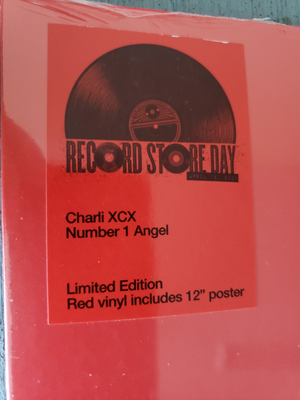 RECORD STORE DAY
Charli XCX
Number 1 Angel
Limited Edition
Red vinyl includes 12" poster